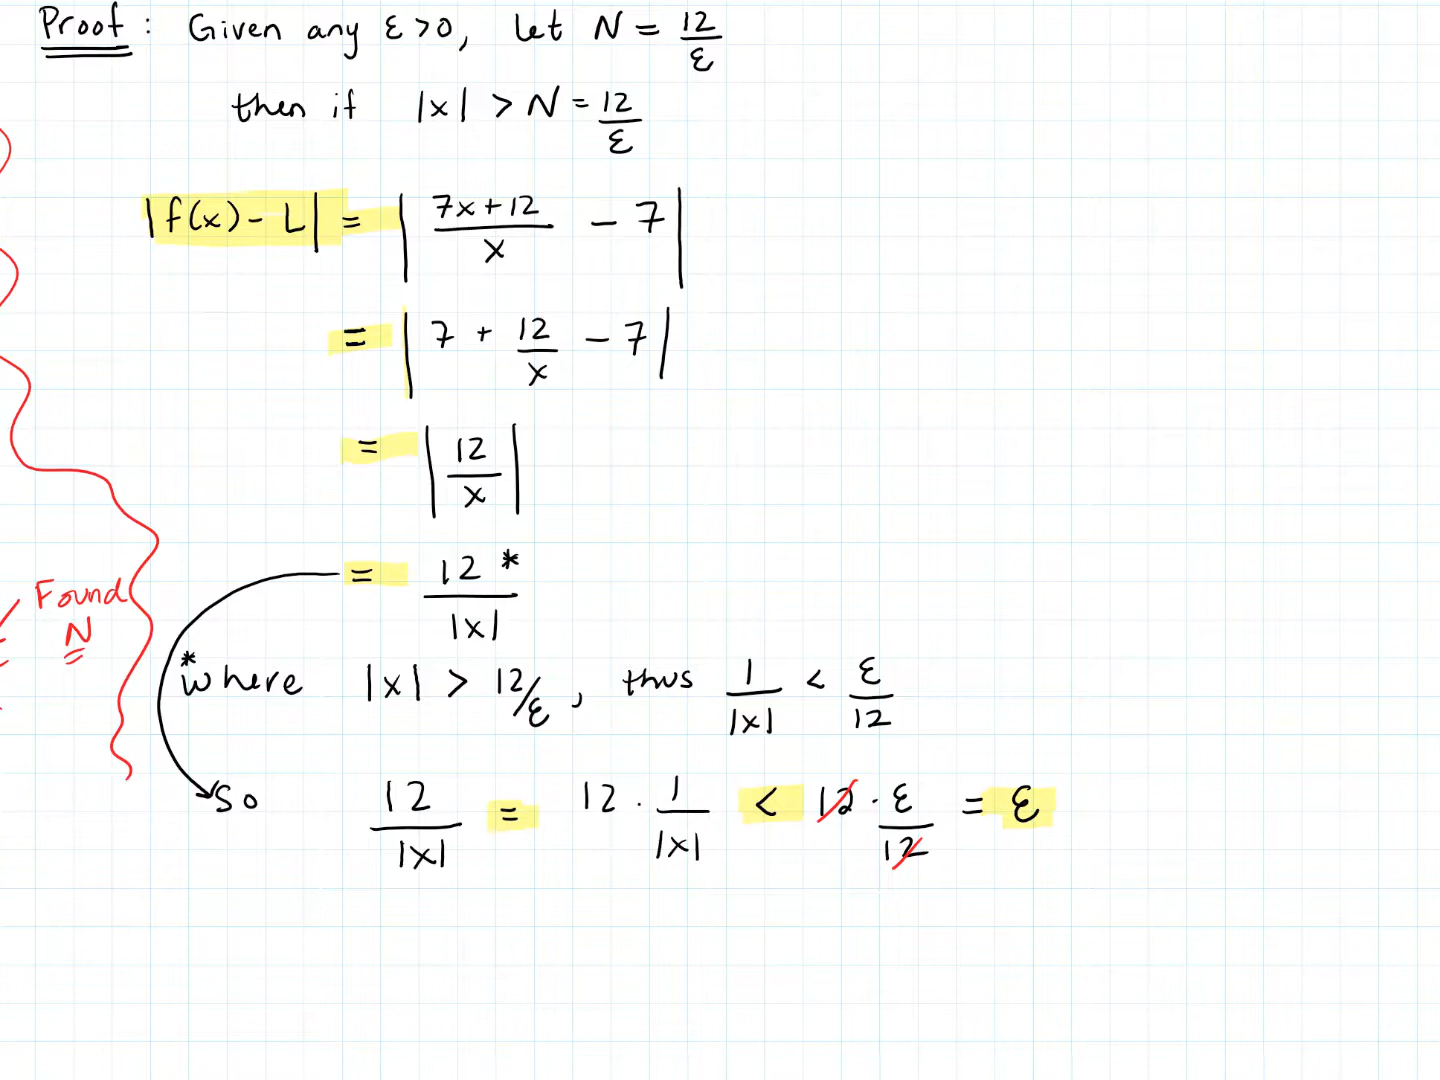 Proof : Given any ε > 0, let N = 12/ε
then if |x| > N = 12/ε
|f(x) - L| = | (7x+12)/x - 7 |
= | 7 + 12/x - 7 |
= | 12/x |
= 12*/|x|
Found
N
*where |x| > 12/ε , thus 1/|x| < ε/12
so 12/|x| = 12 · 1/|x| < 12 · ε/12 = ε